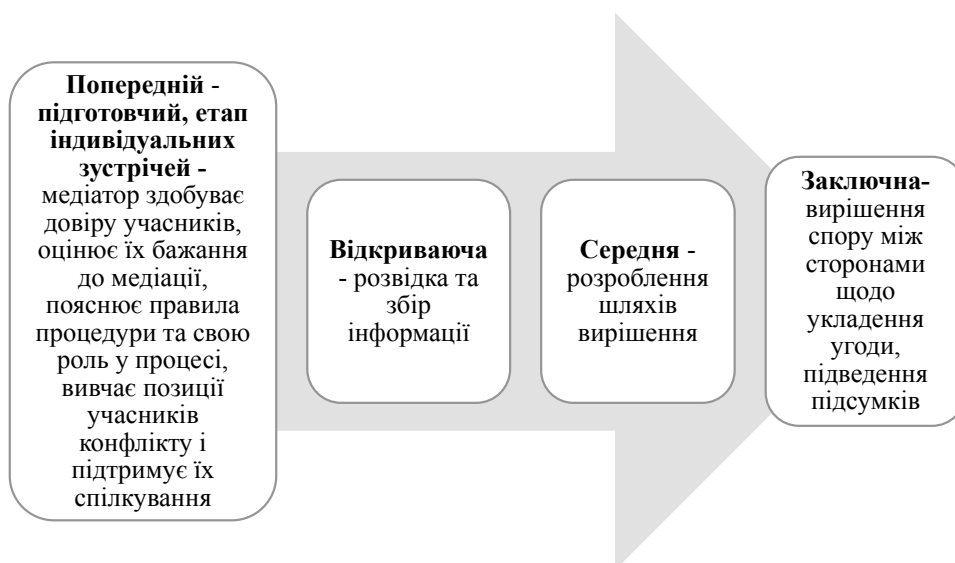 Попередній -
підготовчий, етап
індивідуальних
зустрічей -
медіатор здобуває
довіру учасників,
оцінює їх бажання
до медіації,
пояснює правила
процедури та свою
роль у процесі,
вивчає позиції
учасників
конфлікту і
підтримує їх
спілкування
Відкриваюча
- розвідка та
збір
інформації
Середня -
розроблення
шляхів
вирішення
Заключна-
вирішення
спору між
сторонами
щодо
укладення
угоди,
підведення
підсумків